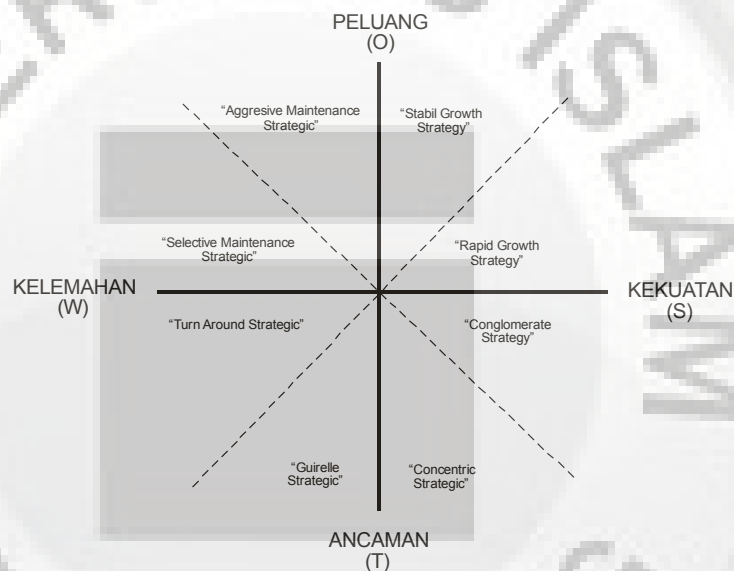 PELUANG
(O)
“Aggresive Maintenance
Strategic”
“Stabil Growth
Strategy”
“Selective Maintenance
Strategic”
“Rapid Growth
Strategy”
KELEMAHAN
(W)
KEKUATAN
(S)
“Turn Around Strategic”
“Conglomerate
Strategy”
“Guirelle
Strategic”
“Concentric
Strategic”
ANCAMAN
(T)
ISLAM